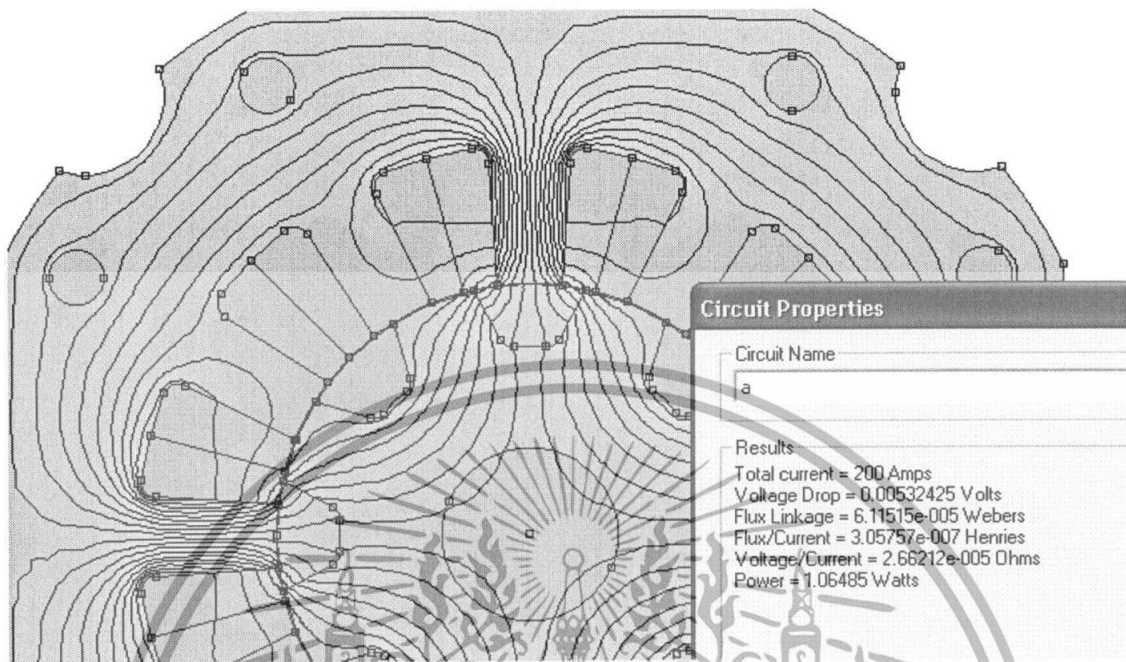 Circuit Properties
Circuit Name
a
Results
Total current = 200 Amps
Voltage Drop = 0.00532425 Volts
Flux Linkage = 6.11515e-005 Webers
Flux/Current = 3.05757e-007 Henries
Voltage/Current = 2.66212e-005 Ohms
Power = 1.06485 Watts